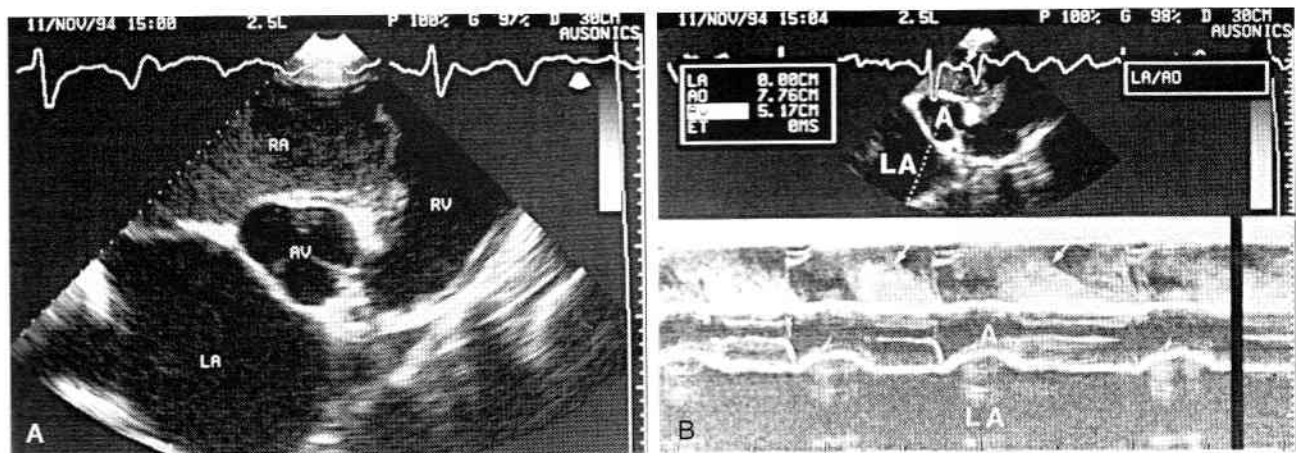 11/NOV/94 15:00 2.5L P 100% G 97% D 30CM
AUSONICS
RA
RV
AV
LA
A
11/NOV/94 15:04 2.5L P 100% G 98% D 30CM
AUSONICS
LA 0.00CM
AO 7.76CM
5.17CM
ET 0MS
LA/AO
A
LA
A
LA
B